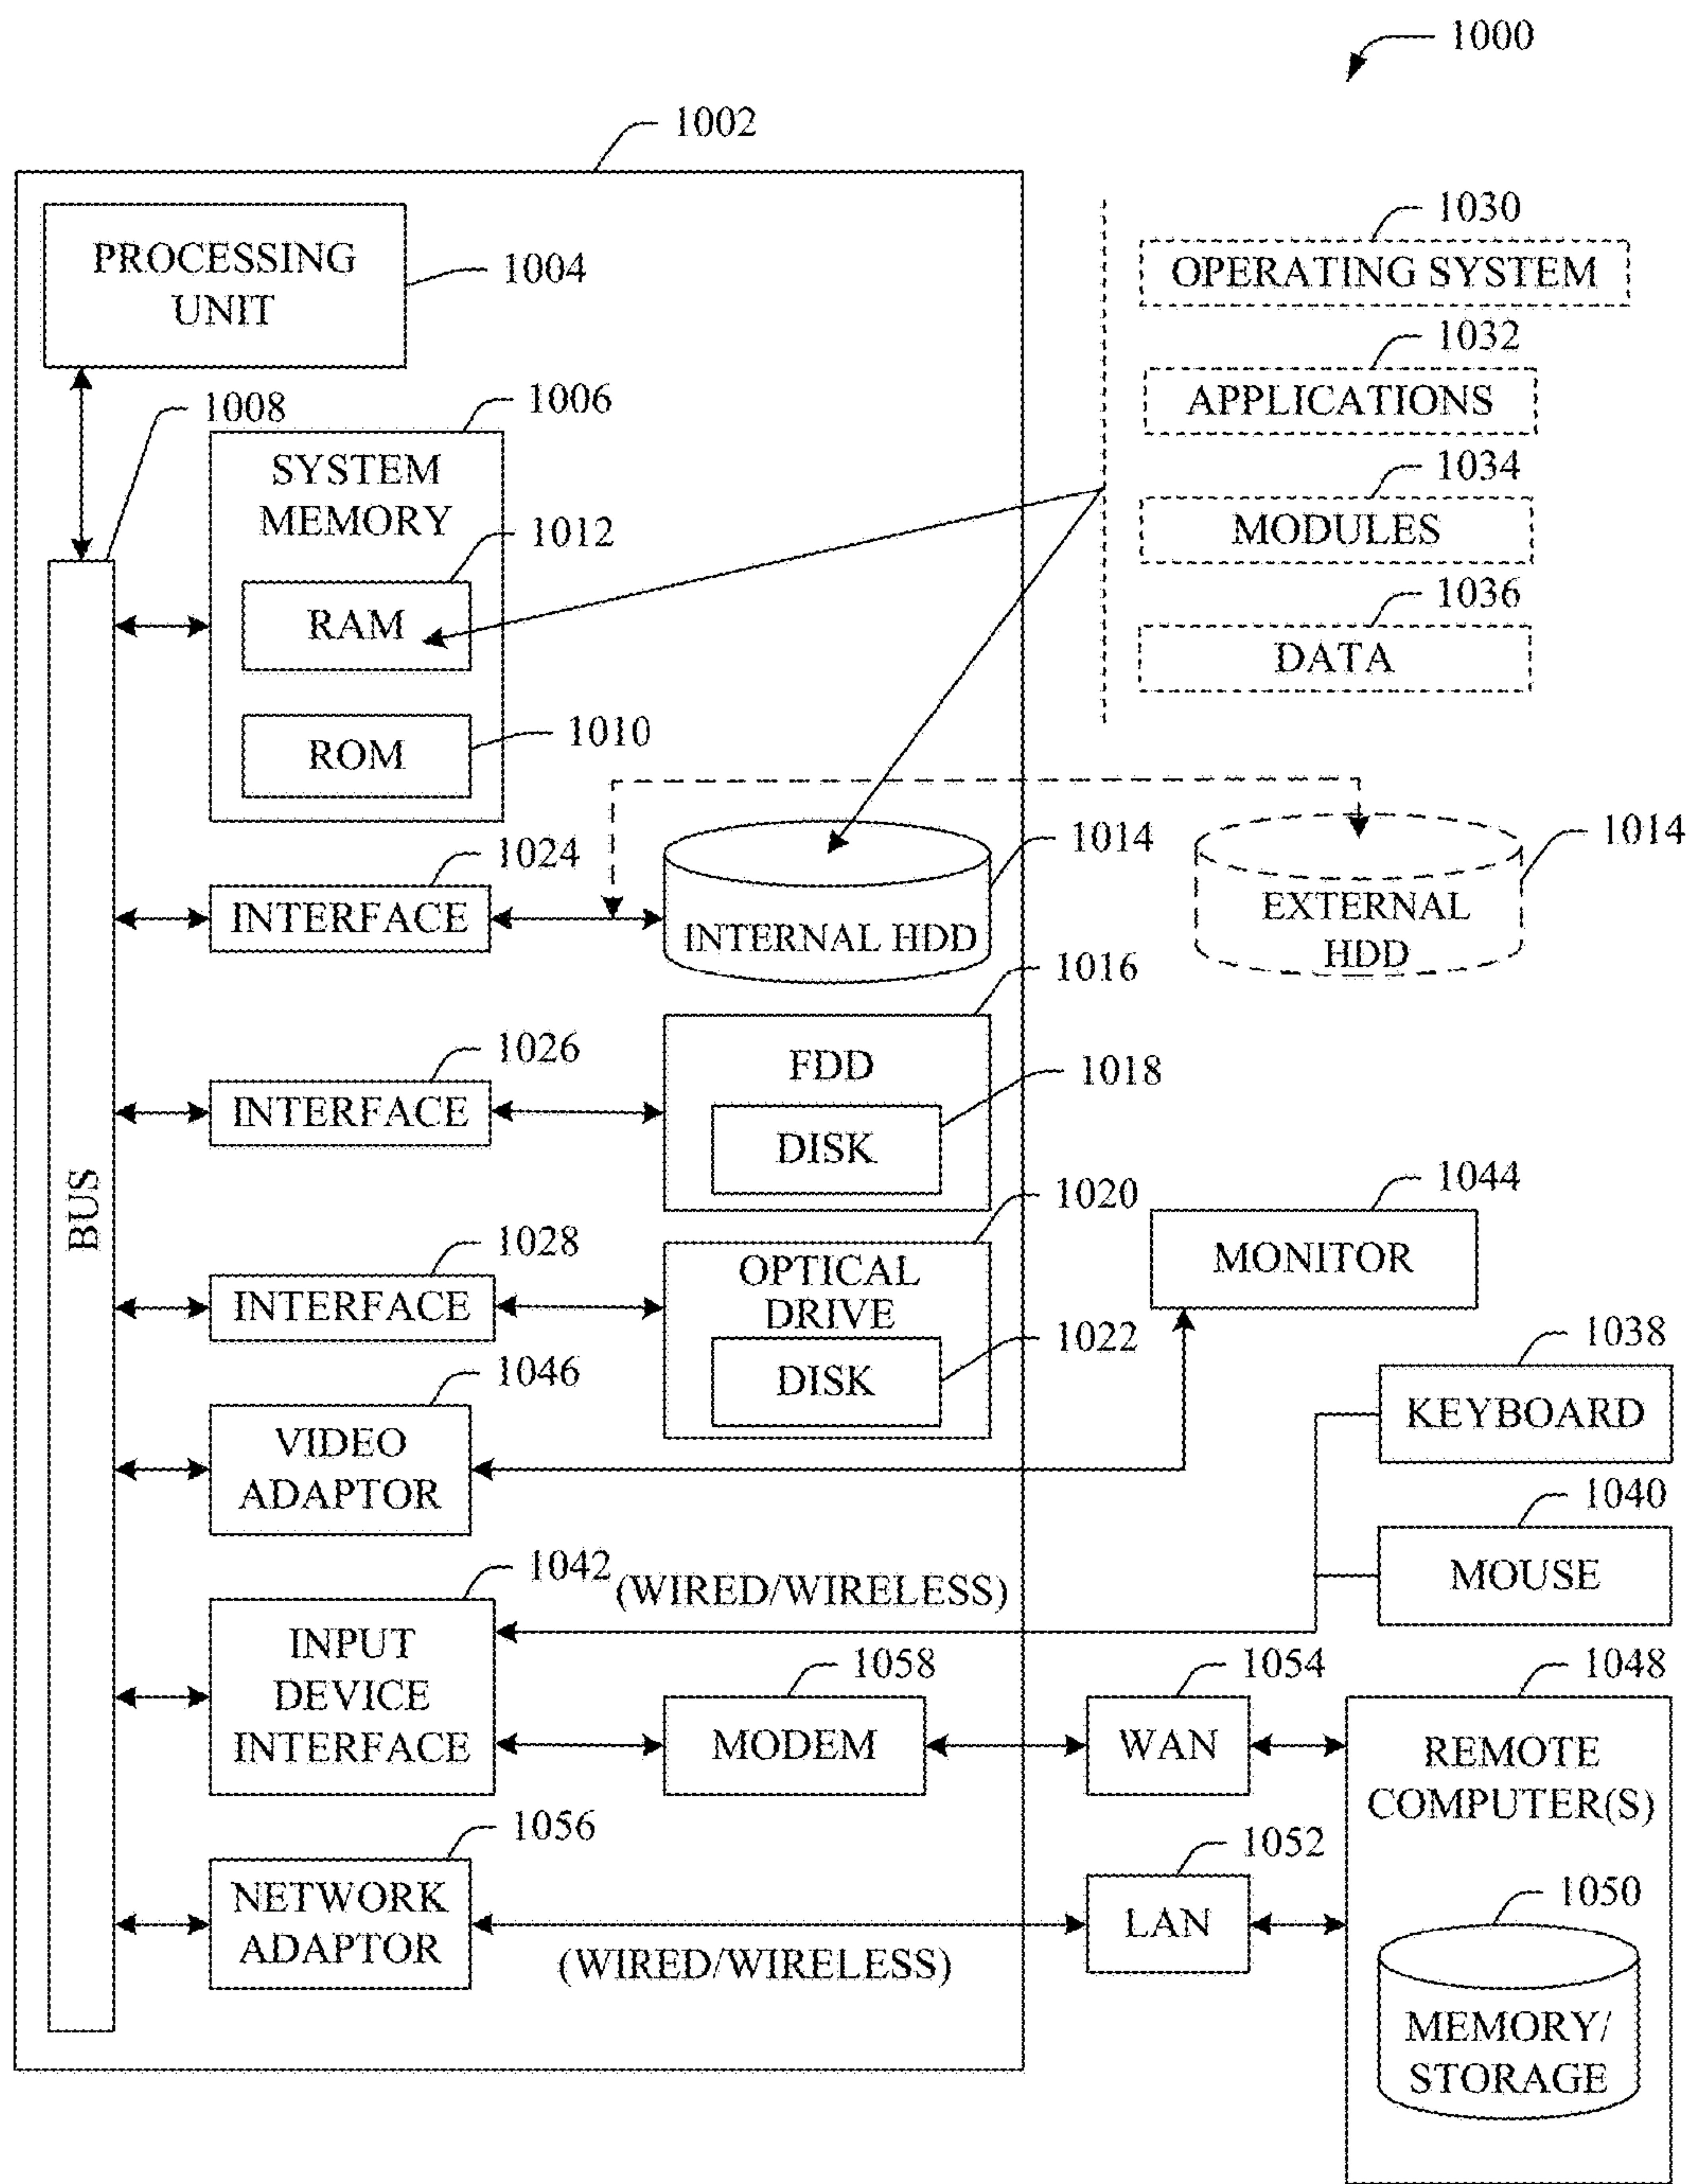 1000
1002
PROCESSING
UNIT
1004
1008
1006
SYSTEM
MEMORY
1012
RAM
ROM
1010
1030
OPERATING SYSTEM
1032
APPLICATIONS
1034
MODULES
1036
DATA
BUS
1024
INTERFACE
1014
INTERNAL HDD
1014
EXTERNAL
HDD
1026
INTERFACE
1016
FDD
1018
DISK
1028
INTERFACE
1020
OPTICAL
DRIVE
1022
DISK
1044
MONITOR
1046
VIDEO
ADAPTOR
1038
KEYBOARD
1040
MOUSE
1042
(WIRED/WIRELESS)
INPUT
DEVICE
INTERFACE
1058
MODEM
1054
WAN
1048
REMOTE
COMPUTER(S)
1056
NETWORK
ADAPTOR
(WIRED/WIRELESS)
1052
LAN
1050
MEMORY/
STORAGE